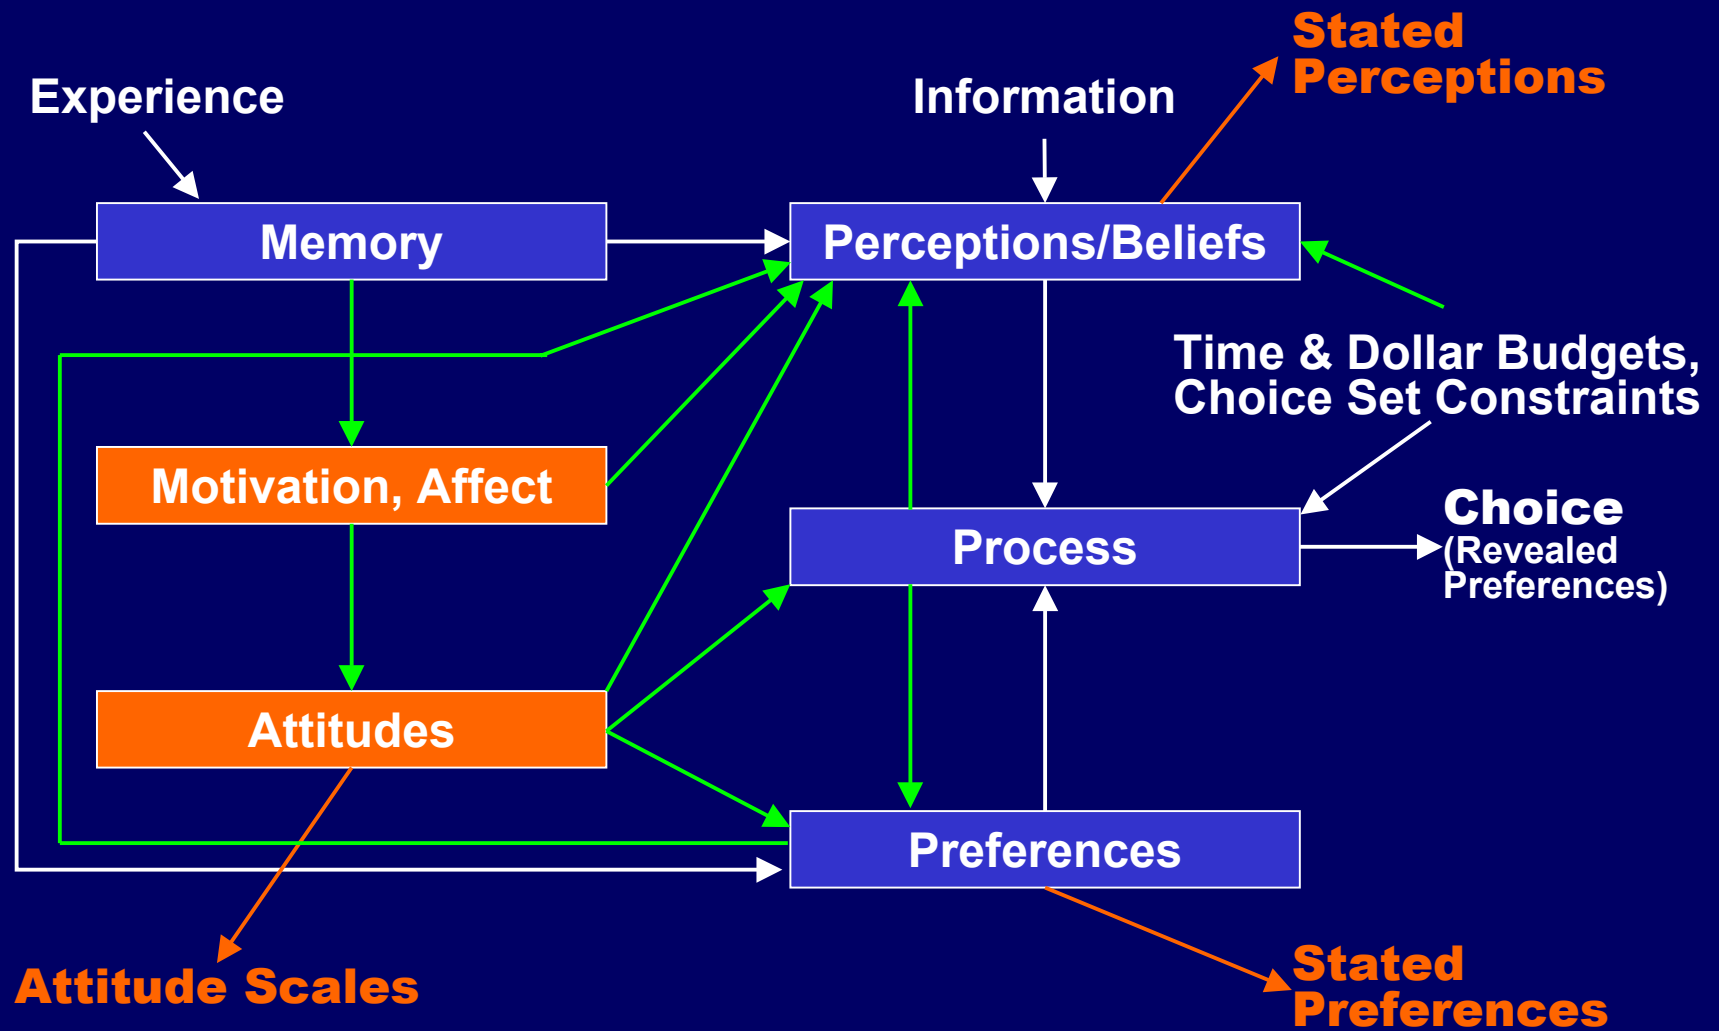 Stated
Perceptions
Experience
Information
Memory
Perceptions/Beliefs
Time & Dollar Budgets,
Choice Set Constraints
Motivation, Affect
Choice
(Revealed
Preferences)
Process
Attitudes
Preferences
Attitude Scales
Stated
Preferences